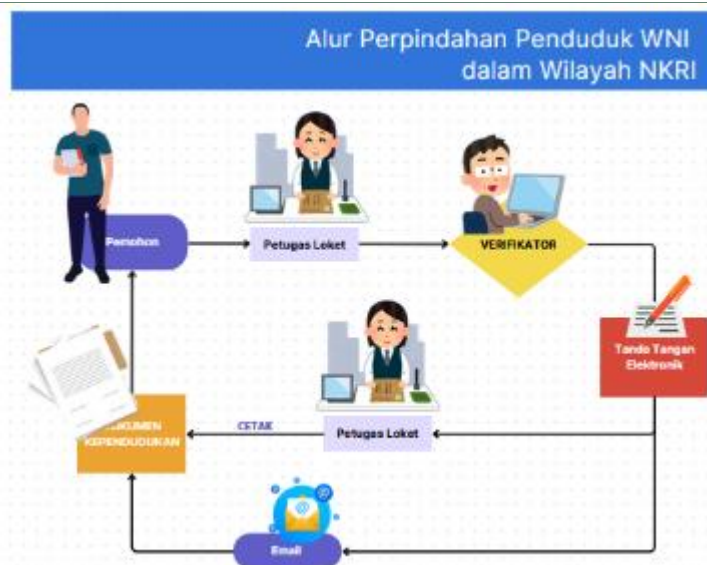 Alur Perpindahan Penduduk WNI
dalam Wilayah NKRI
Pemohon
Petugas Loket
VERIFIKATOR
Tanda Tangan
Elektronik
Petugas Loket
CETAK
KEPENDUDUKAN
Email